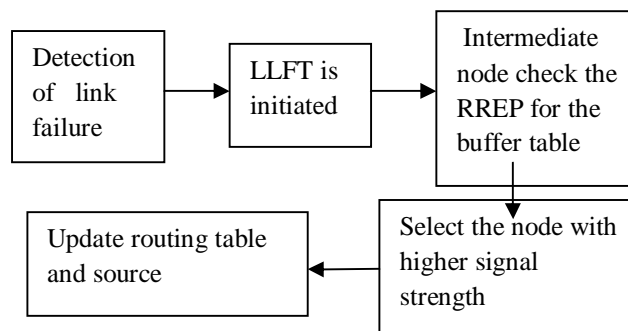 Detection
of link
failure
LLFT is
initiated
Intermediate
node check the
RREP for the
buffer table
Select the node with
higher signal
strength
Update routing table
and source